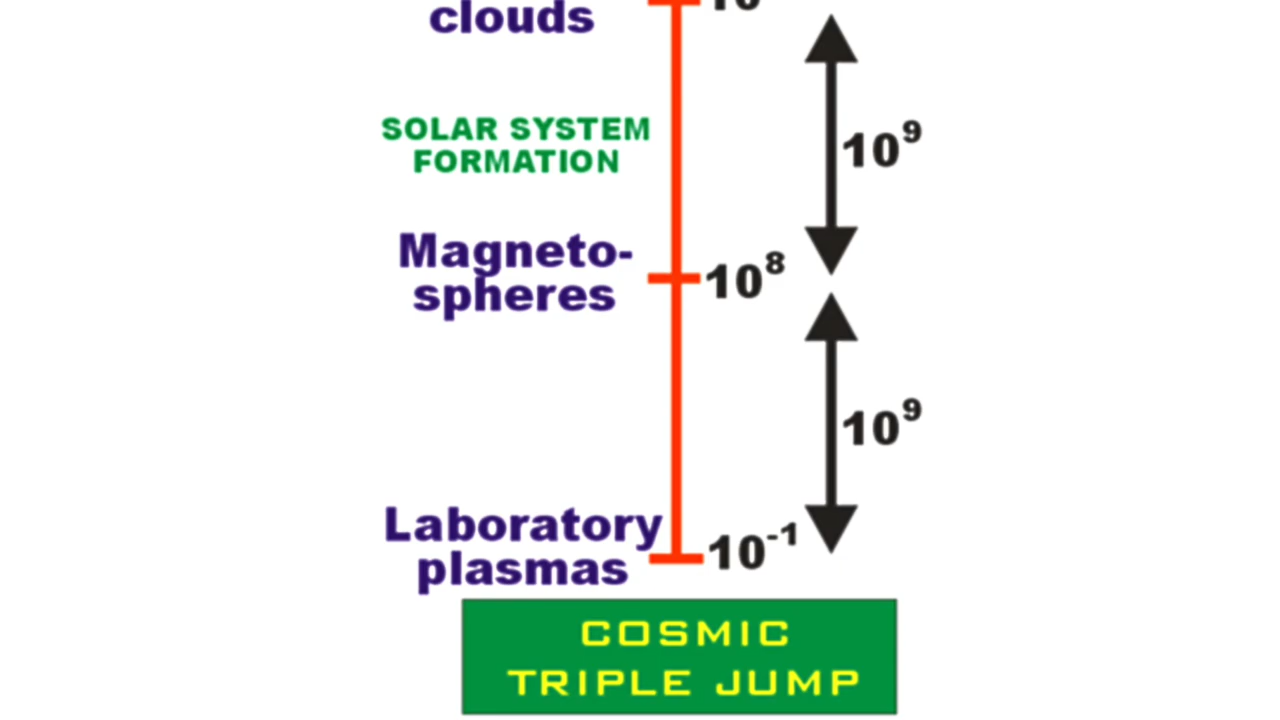 clouds
SOLAR SYSTEM
FORMATION
10⁹
Magneto-
spheres
10⁸
10⁹
Laboratory
plasmas
10⁻¹
COSMIC
TRIPLE JUMP